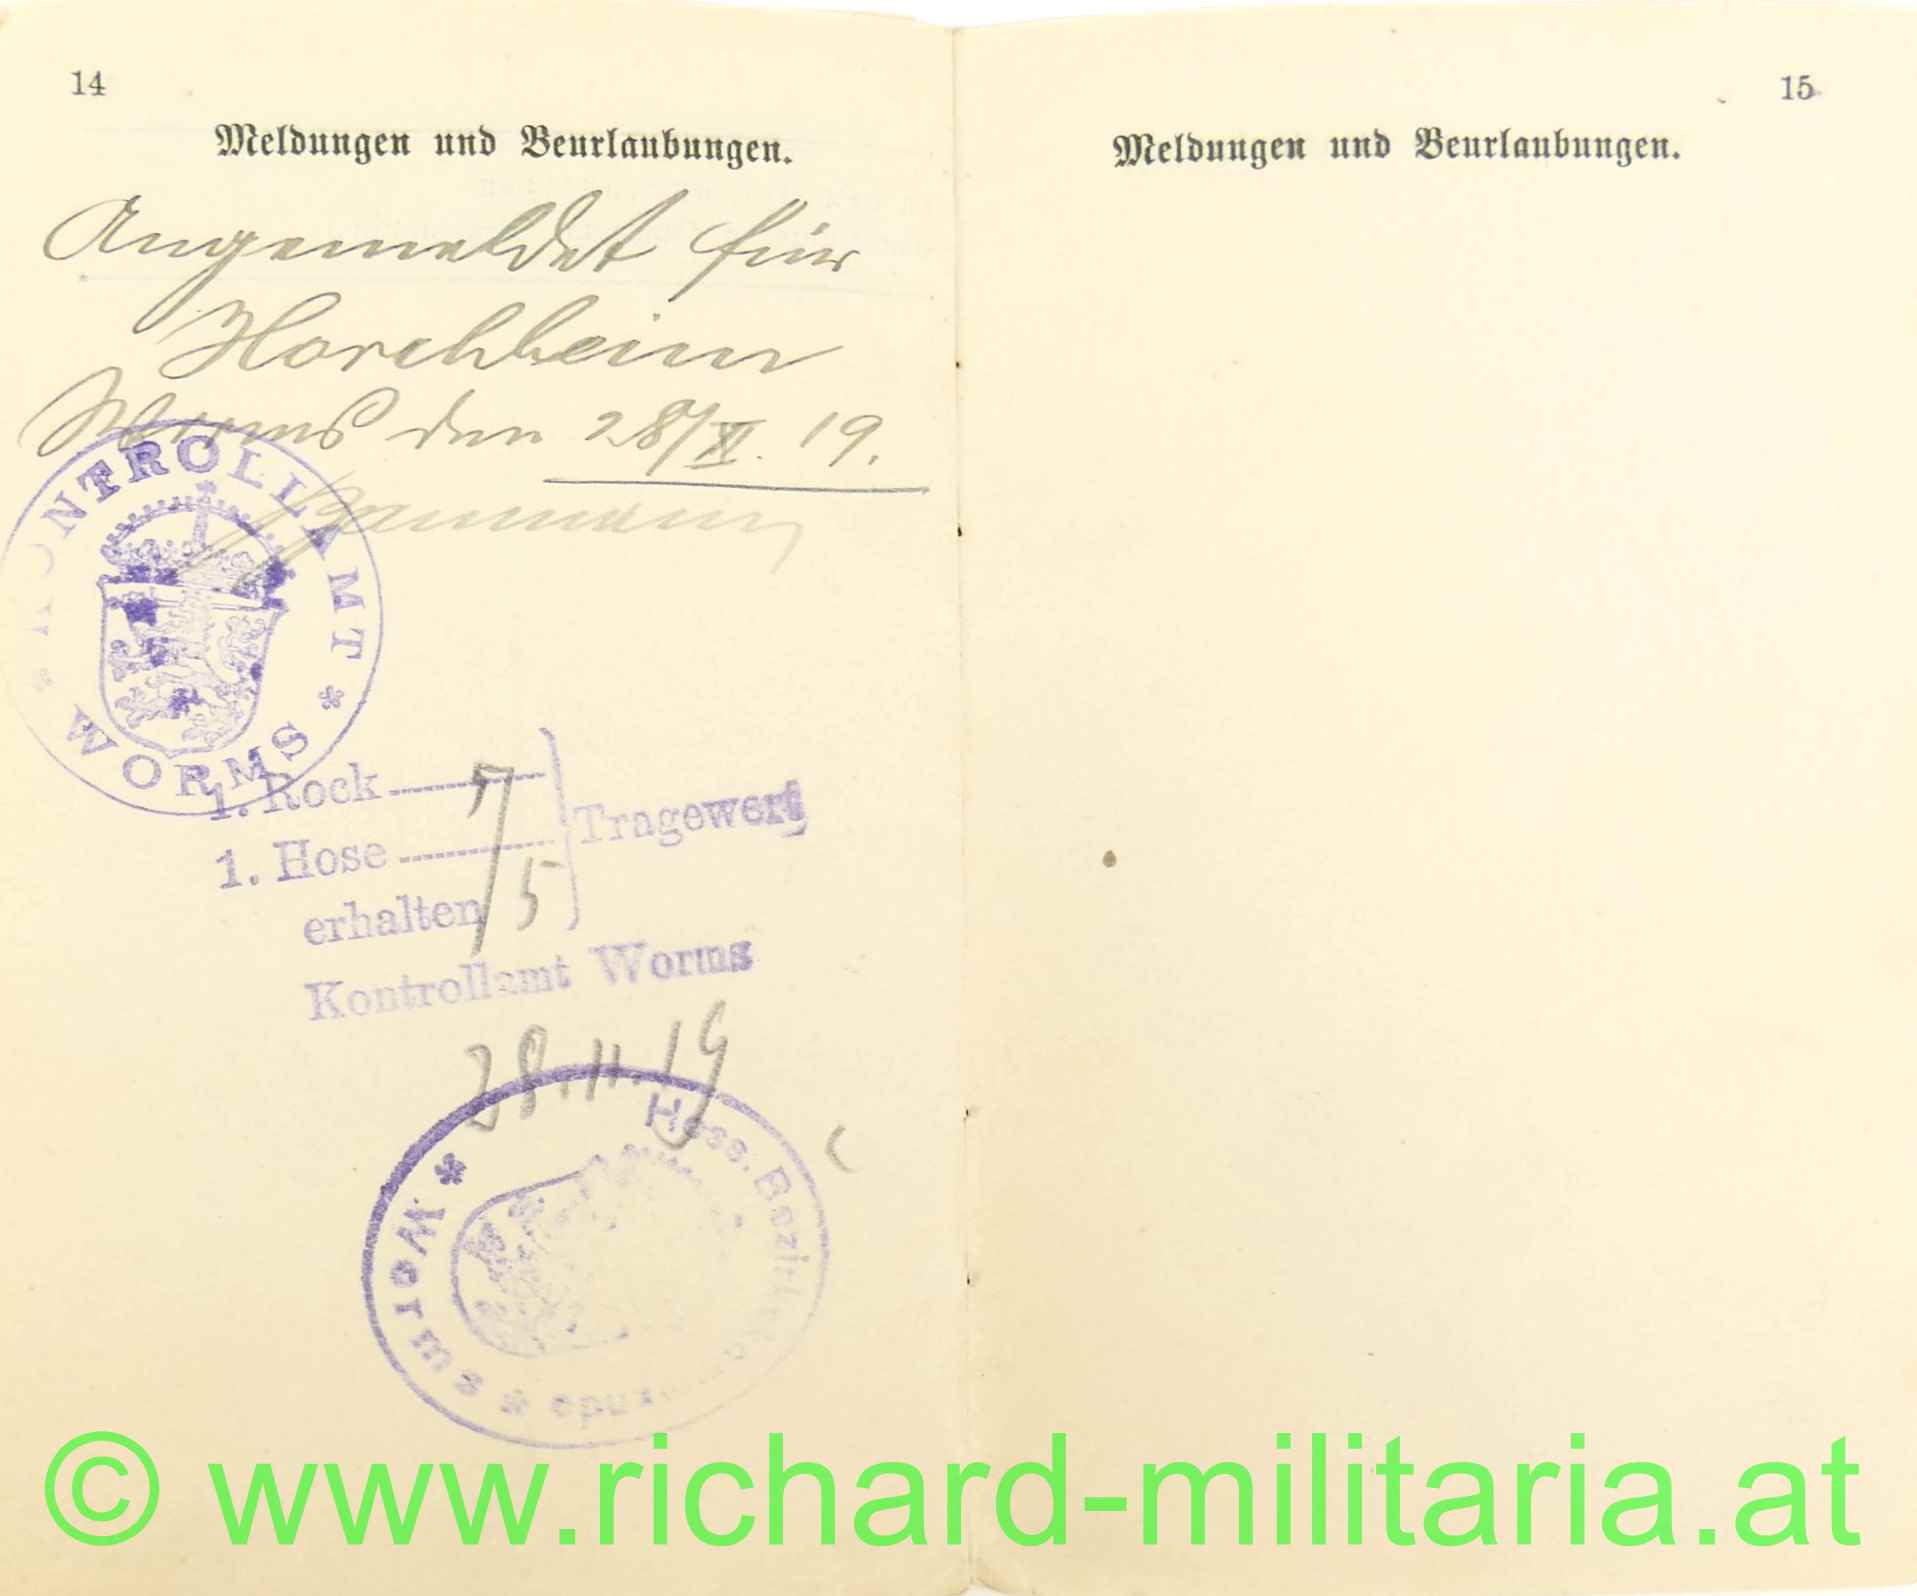 14
Meldungen und Beurlaubungen.
Angemeldet für
Horchheim
Worms den 28/XI. 19.
KONTROLLAMT
* WORMS *
1. Rock
1. Hose
7/5
Tragewert
erhalten
Kontrollamt Worms
28.11.19
Hess. Bezirks
* Worms *
15
Meldungen und Beurlaubungen.
© www.richard-militaria.at